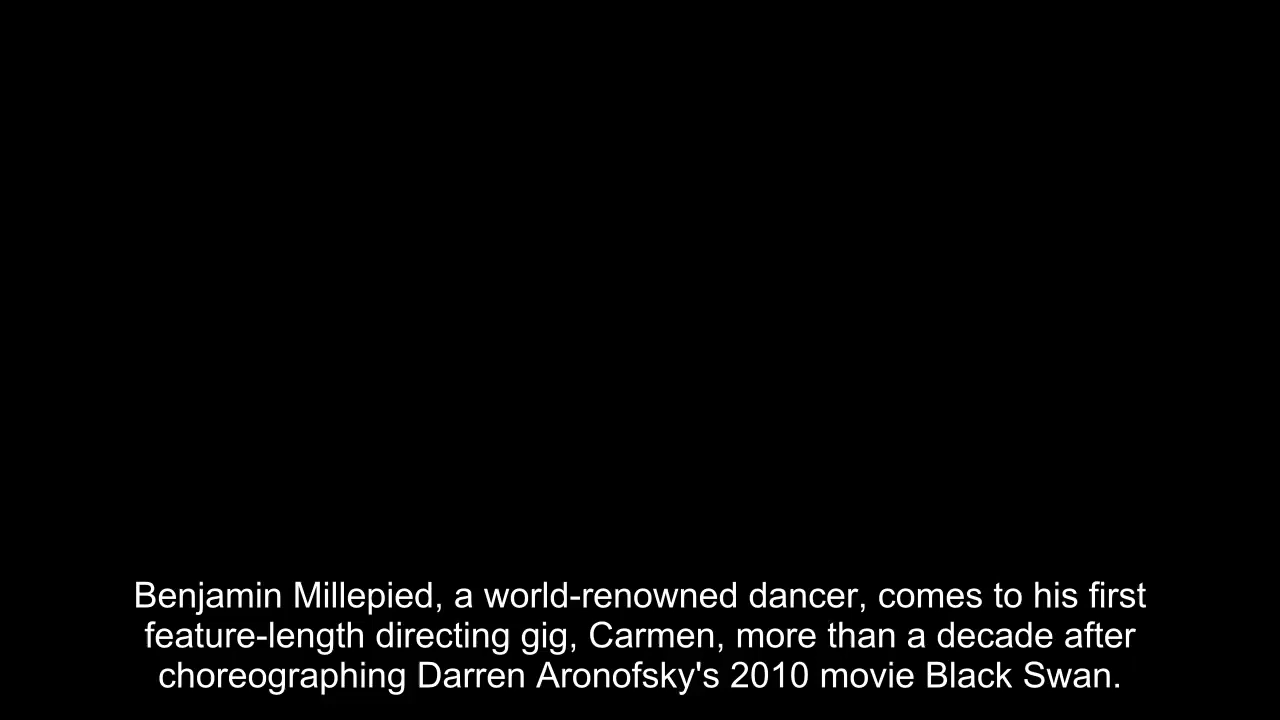 Benjamin Millepied, a world-renowned dancer, comes to his first
feature-length directing gig, Carmen, more than a decade after
choreographing Darren Aronofsky's 2010 movie Black Swan.